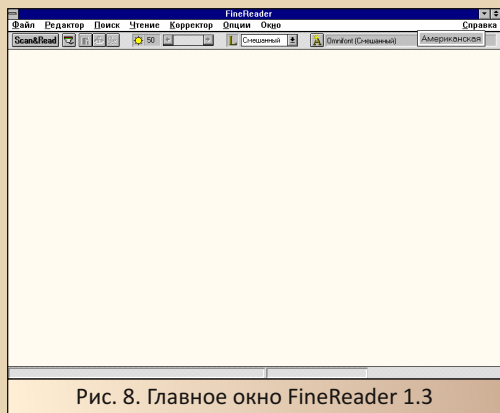 FineReader
Файл Редактор Поиск Чтение Корректор Опции Окно Справка
Scan&Read 50 L Смешанный A Omnifont (Смешанный) Американская
Рис. 8. Главное окно FineReader 1.3